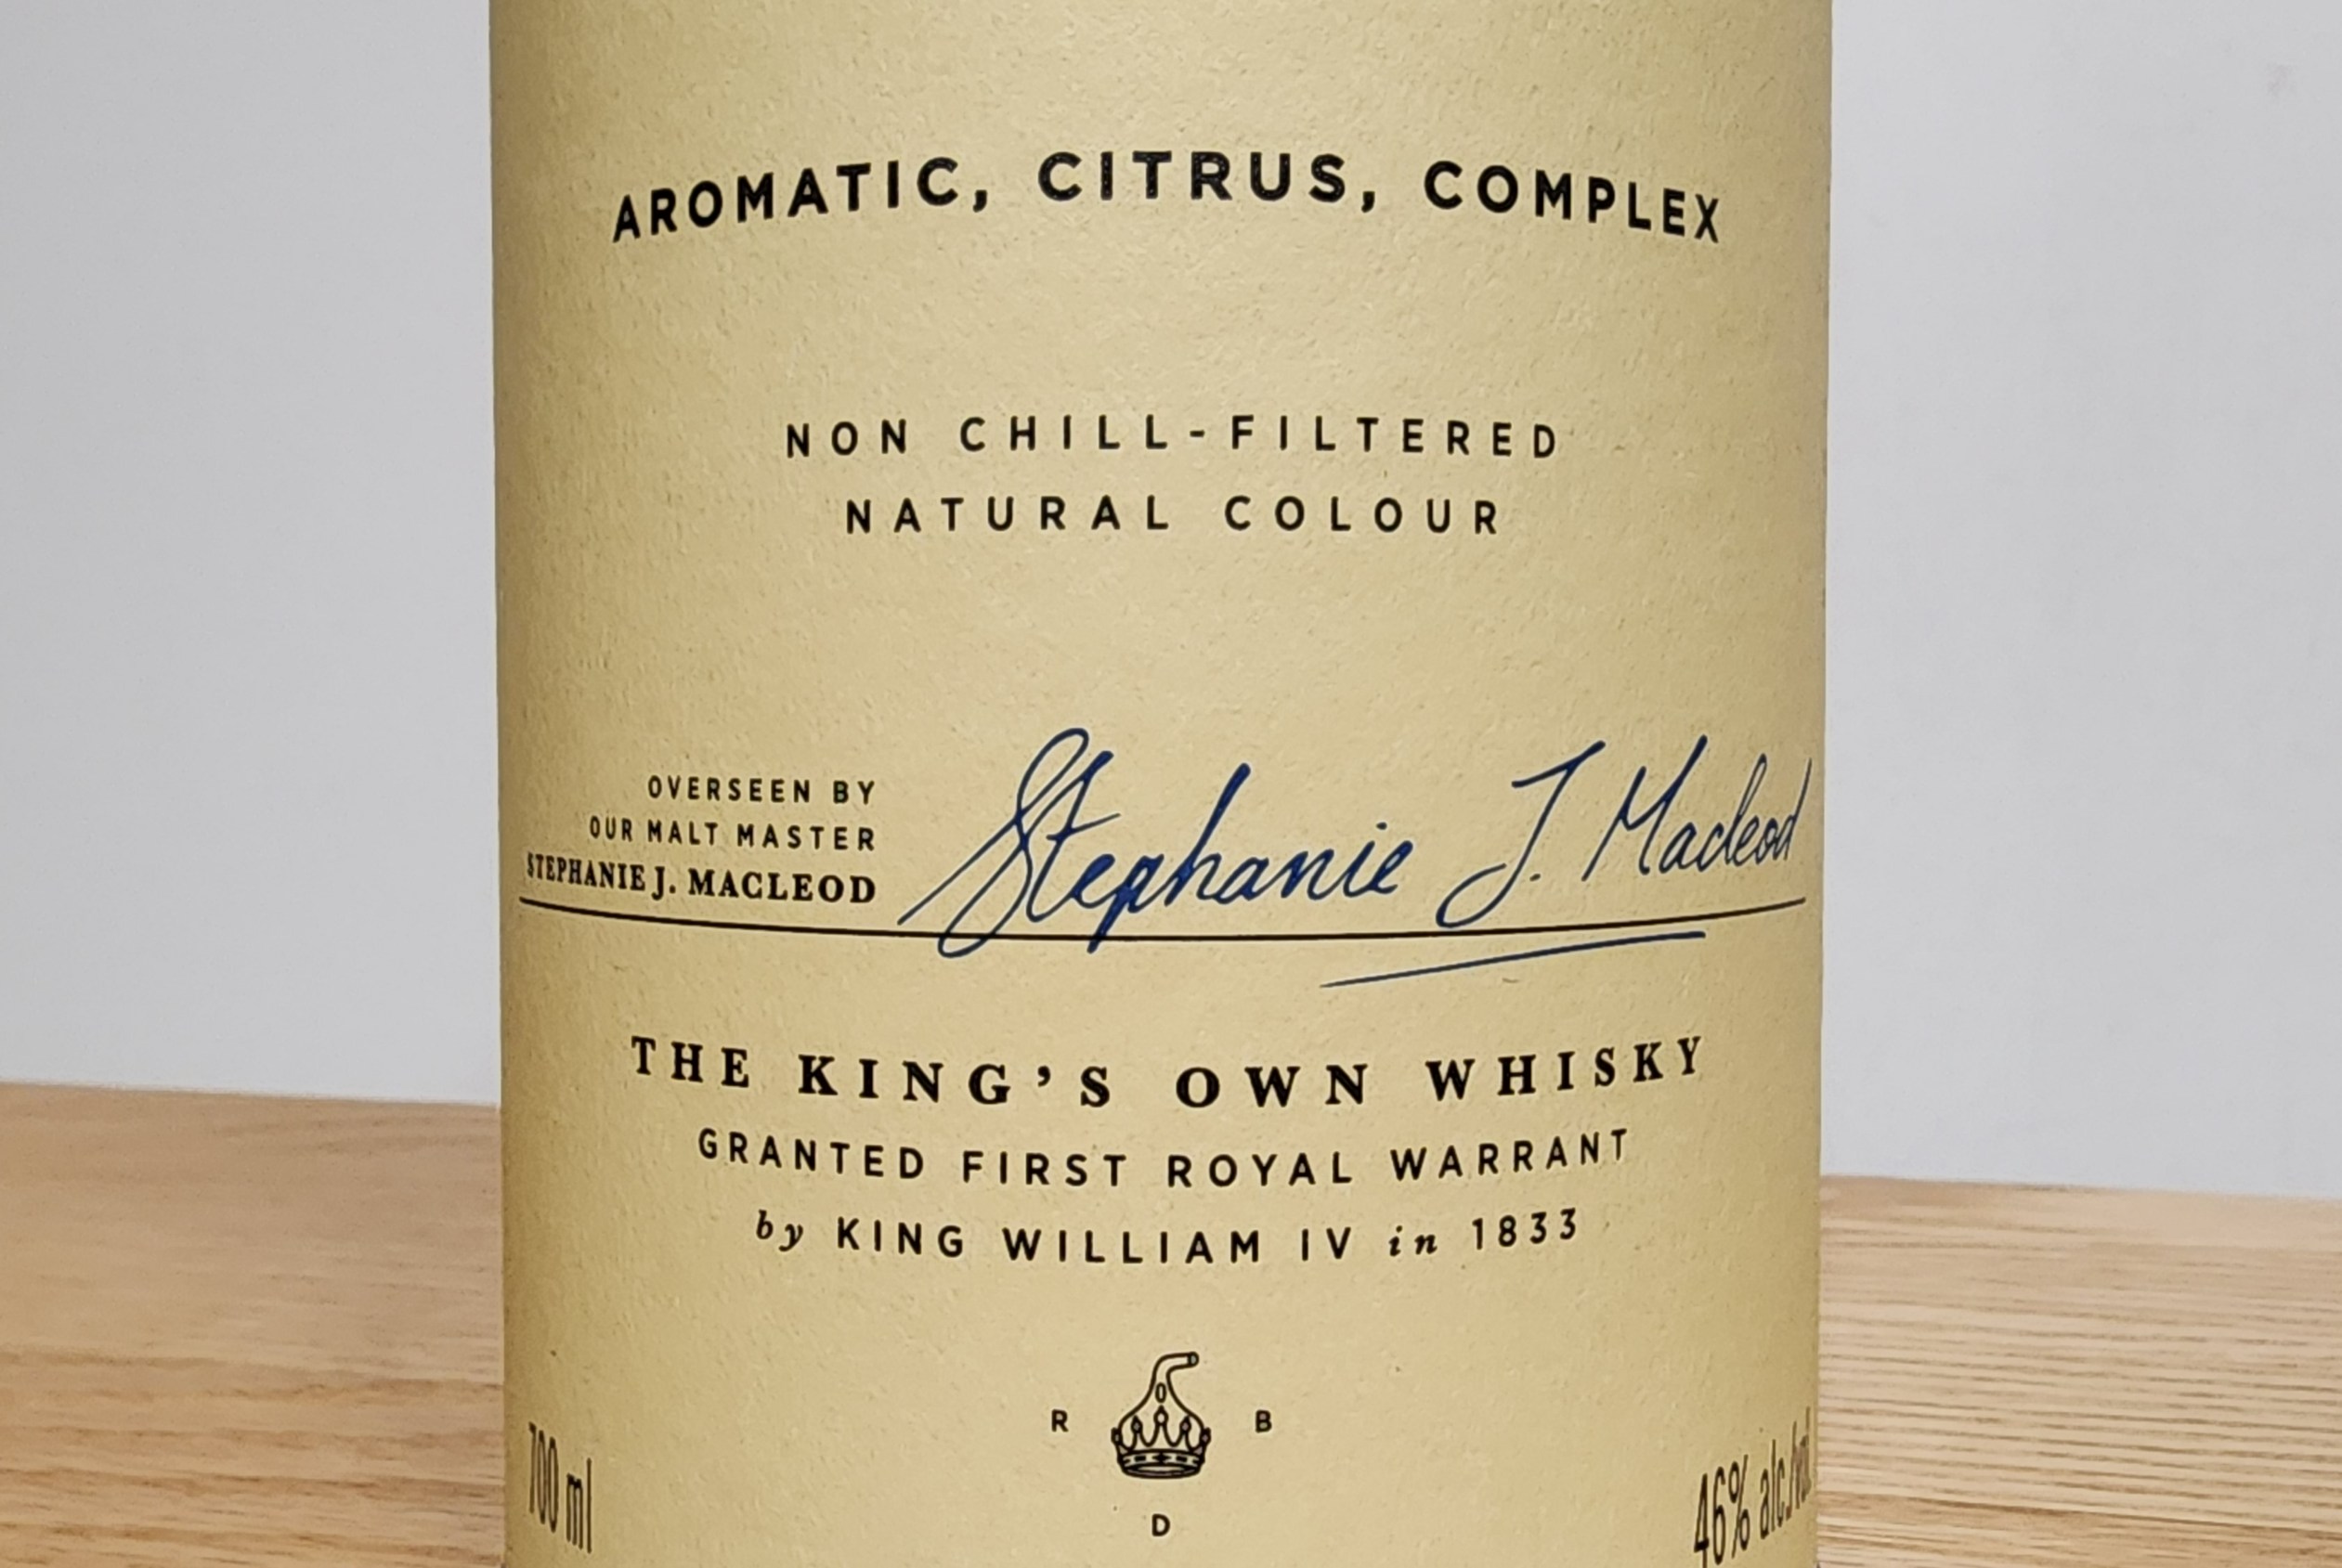 AROMATIC, CITRUS, COMPLEX
NON CHILL-FILTERED
NATURAL COLOUR
OVERSEEN BY
OUR MALT MASTER
STEPHANIE J. MACLEOD
Stephanie J. Macleod
THE KING'S OWN WHISKY
GRANTED FIRST ROYAL WARRANT
by KING WILLIAM IV in 1833
R B
D
700 ml
46% alc./vol.